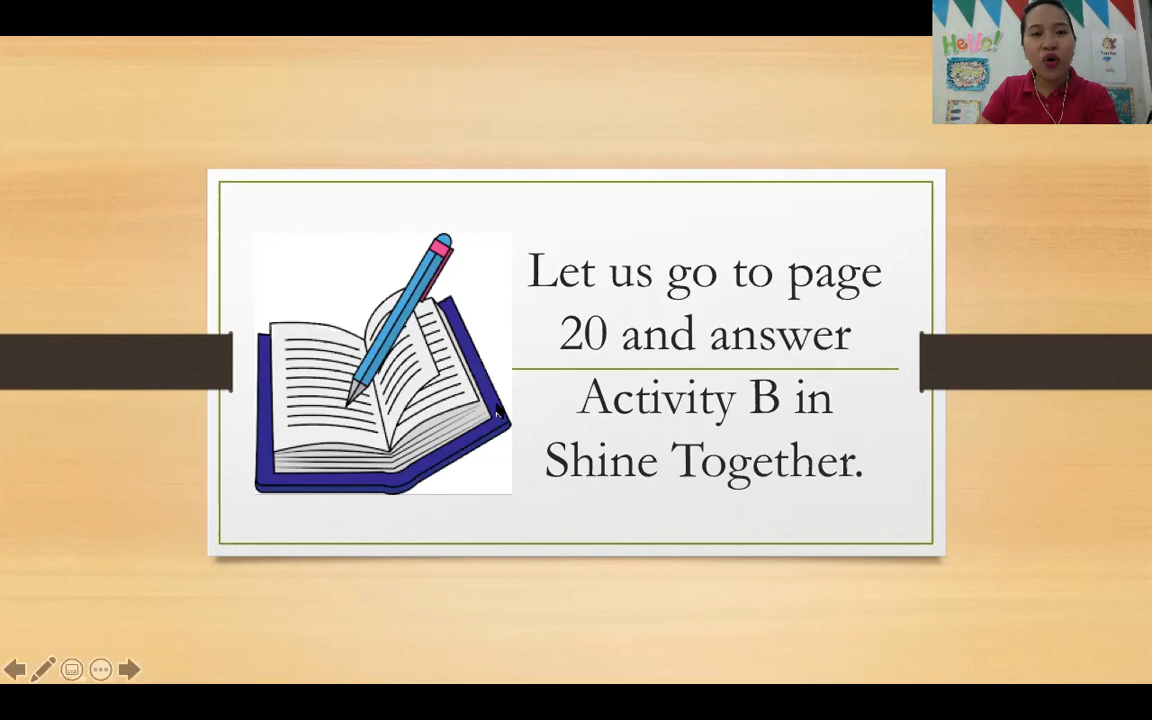 Hello!
Let us go to page
20 and answer
Activity B in
Shine Together.